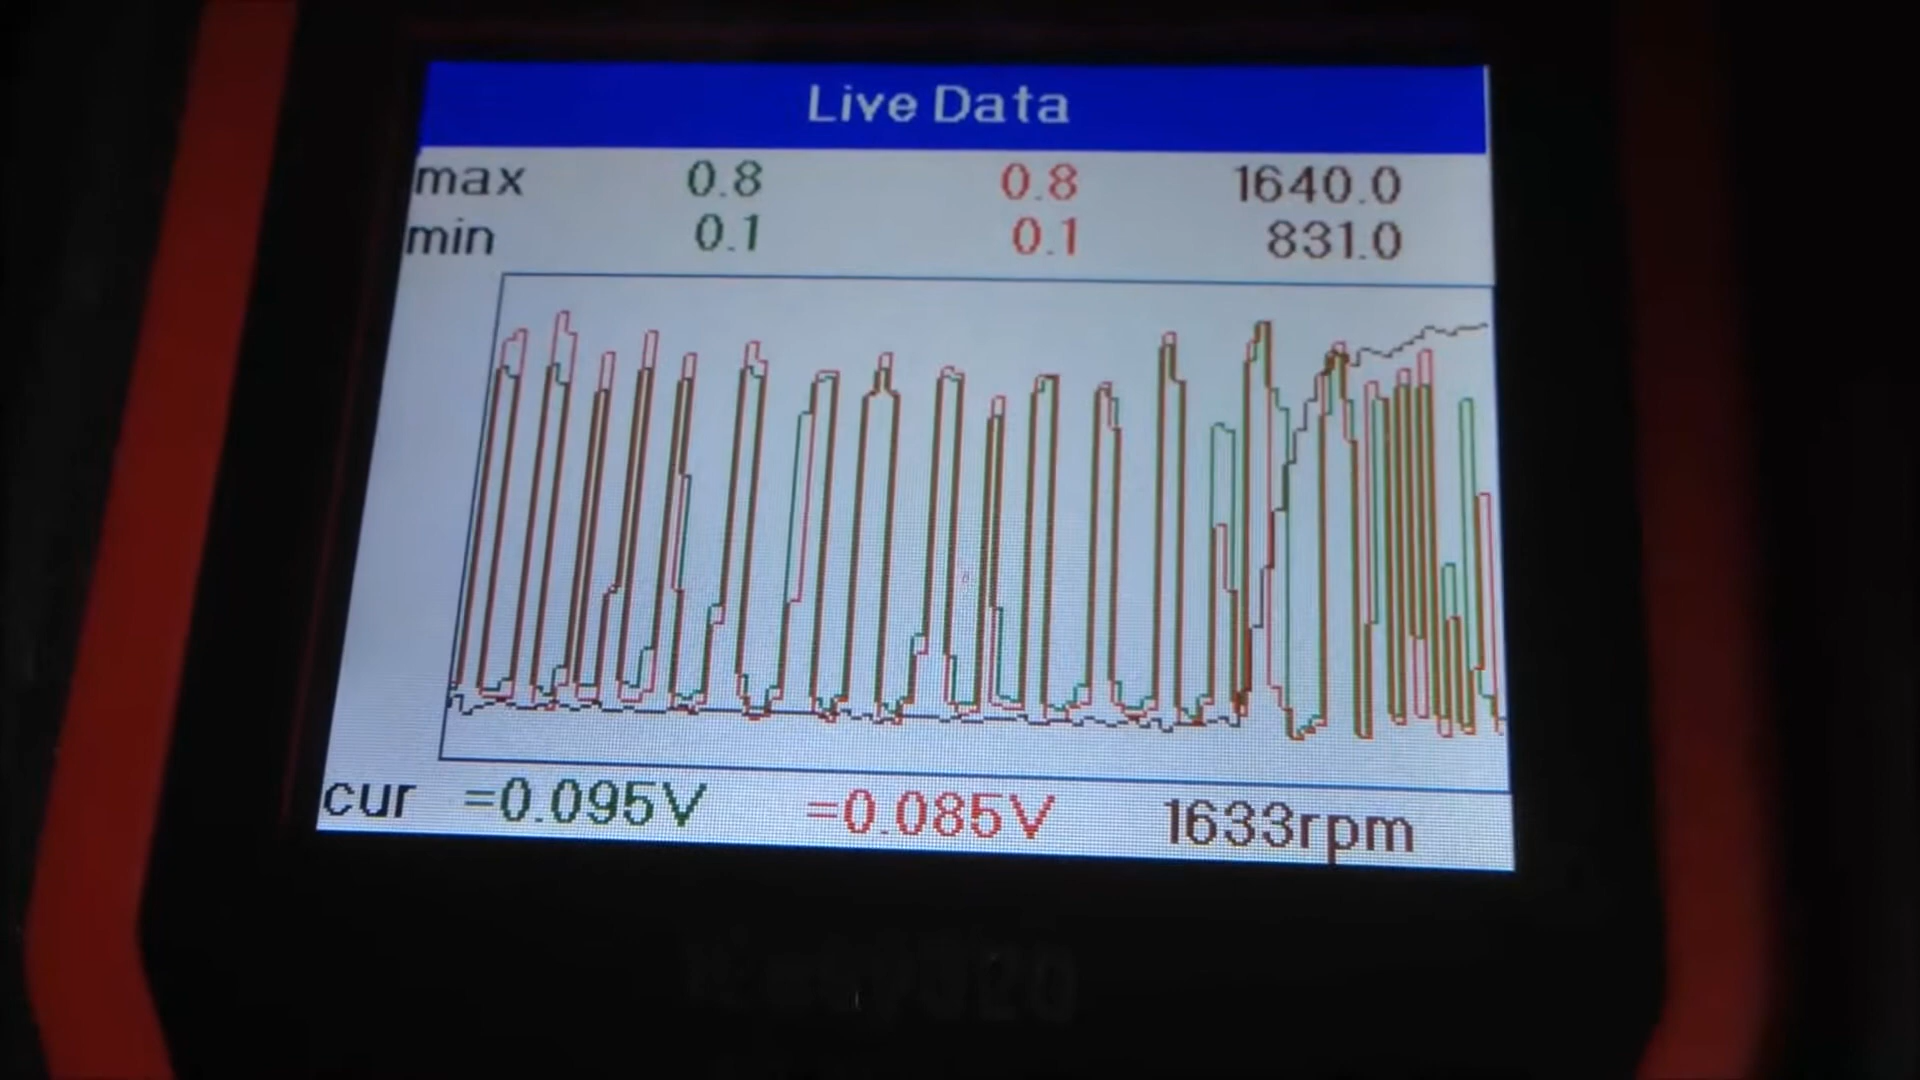 Live Data
max 0.8 0.8 1640.0
min 0.1 0.1 831.0
cur =0.095V =0.085V 1633rpm